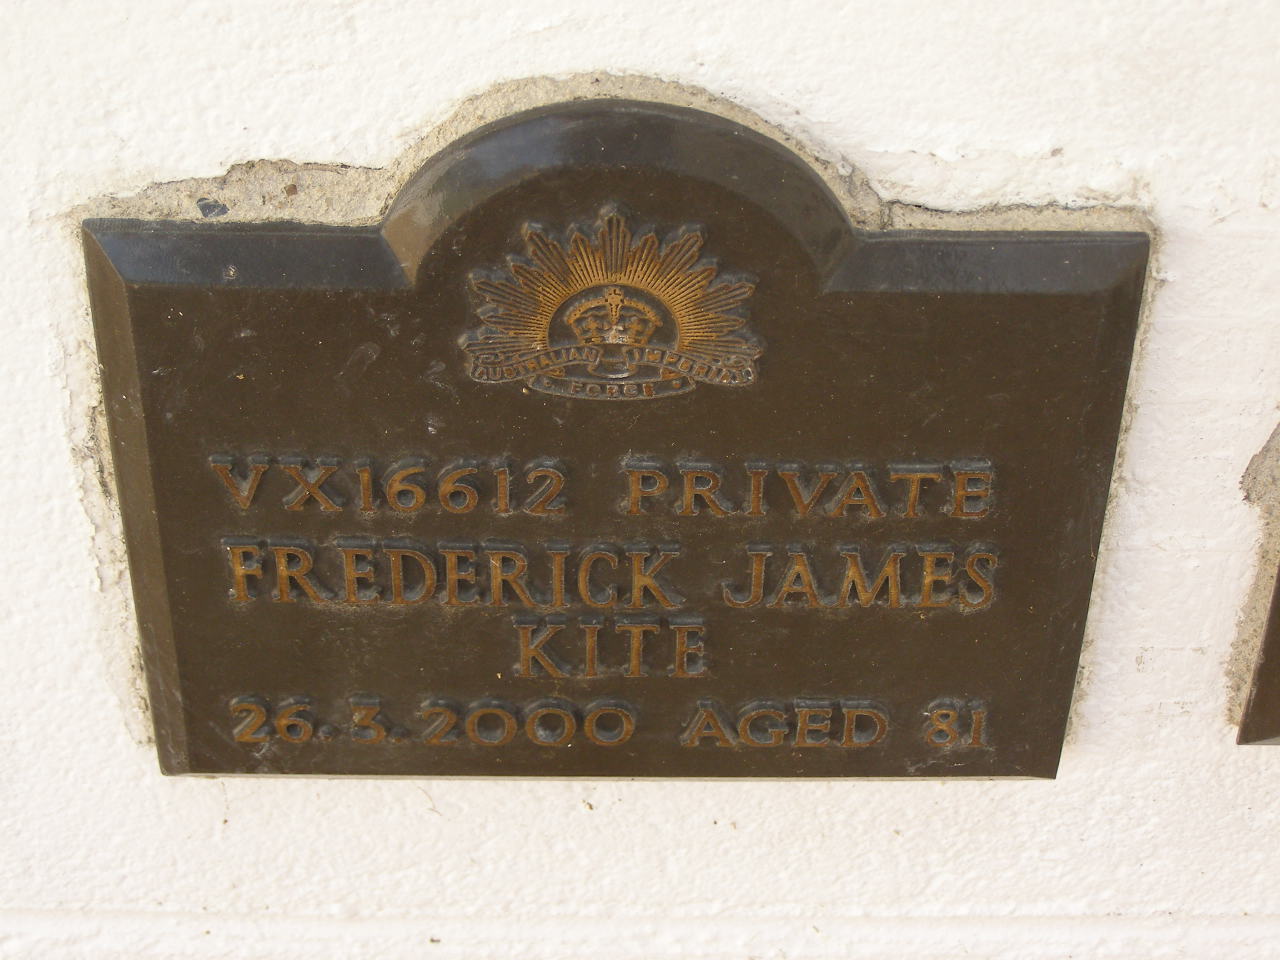 AUSTRALIAN IMPERIAL
FORCE
VX16612 PRIVATE
FREDERICK JAMES
KITE
26.3.2000 AGED 81